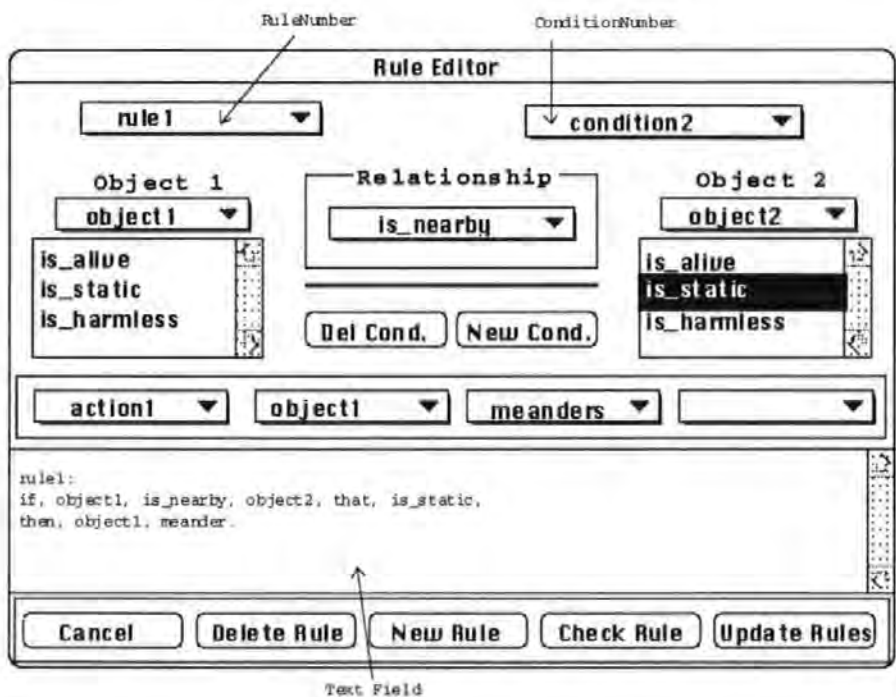 RuleNumber
ConditionNumber
Rule Editor
rule1
condition2
Object 1
Relationship
Object 2
object1
is_nearby
object2
is_alive
is_static
is_harmless
is_alive
is_static
is_harmless
Del Cond.
New Cond.
action1
object1
meanders
rule1:
if, object1, is_nearby, object2, that, is_static,
then, object1, meander.
Cancel
Delete Rule
New Rule
Check Rule
Update Rules
Text Field